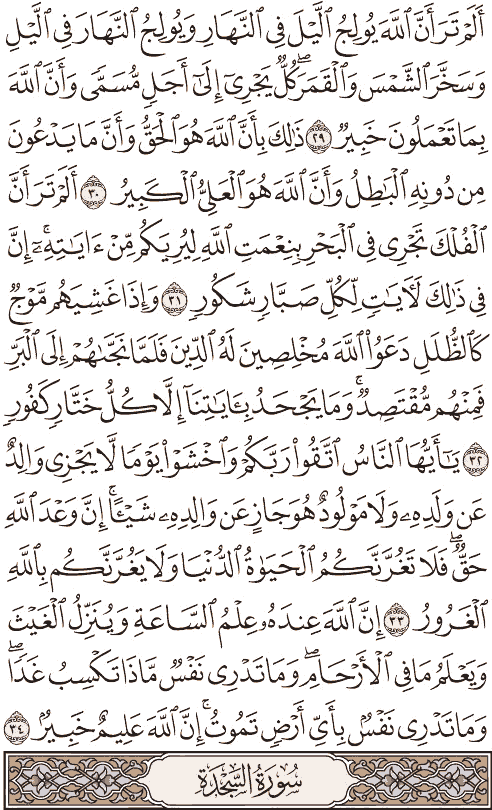 أَلَمۡ تَرَ أَنَّ ٱللَّهَ يُولِجُ ٱلَّيۡلَ فِي ٱلنَّهَارِ وَيُولِجُ ٱلنَّهَارَ فِي ٱلَّيۡلِ
وَسَخَّرَ ٱلشَّمۡسَ وَٱلۡقَمَرَۖ كُلّٞ يَجۡرِيٓ إِلَىٰٓ أَجَلٖ مُّسَمّٗى وَأَنَّ ٱللَّهَ
بِمَا تَعۡمَلُونَ خَبِيرٞ ٢٩ ذَٰلِكَ بِأَنَّ ٱللَّهَ هُوَ ٱلۡحَقُّ وَأَنَّ مَا يَدۡعُونَ
مِن دُونِهِ ٱلۡبَٰطِلُ وَأَنَّ ٱللَّهَ هُوَ ٱلۡعَلِيُّ ٱلۡكَبِيرُ ٣٠ أَلَمۡ تَرَ أَنَّ
ٱلۡفُلۡكَ تَجۡرِي فِي ٱلۡبَحۡرِ بِنِعۡمَتِ ٱللَّهِ لِيُرِيَكُم مِّنۡ ءَايَٰتِهِۦٓۚ إِنَّ
فِي ذَٰلِكَ لَأٓيَٰتٖ لِّكُلِّ صَبَّارٖ شَكُورٖ ٣١ وَإِذَا غَشِيَهُم مَّوۡجٞ
كَٱلظُّلَلِ دَعَوُاْ ٱللَّهَ مُخۡلِصِينَ لَهُ ٱلدِّينَ فَلَمَّا نَجَّىٰهُمۡ إِلَى ٱلۡبَرِّ
فَمِنۡهُم مُّقۡتَصِدٞۚ وَمَا يَجۡحَدُ بِـَٔايَٰتِنَآ إِلَّا كُلُّ خَتَّارٖ كَفُورٖ
٣٢ يَٰٓأَيُّهَا ٱلنَّاسُ ٱتَّقُواْ رَبَّكُمۡ وَٱخۡشَوۡاْ يَوۡمٗا لَّا يَجۡزِي وَالِدٌ
عَن وَلَدِهِۦ وَلَا مَوۡلُودٌ هُوَ جَازٍ عَن وَالِدِهِۦ شَيۡـًٔاۚ إِنَّ وَعۡدَ ٱللَّهِ
حَقّٞۖ فَلَا تَغُرَّنَّكُمُ ٱلۡحَيَوٰةُ ٱلدُّنۡيَا وَلَا يَغُرَّنَّكُم بِٱللَّهِ
ٱلۡغَرُورُ ٣٣ إِنَّ ٱللَّهَ عِندَهُۥ عِلۡمُ ٱلسَّاعَةِ وَيُنَزِّلُ ٱلۡغَيۡثَ
وَيَعۡلَمُ مَا فِي ٱلۡأَرۡحَامِۖ وَمَا تَدۡرِي نَفۡسٞ مَّاذَا تَكۡسِبُ غَدٗاۖ
وَمَا تَدۡرِي نَفۡسُۢ بِأَيِّ أَرۡضٖ تَمُوتُۚ إِنَّ ٱللَّهَ عَلِيمٌ خَبِيرُۢ ٣٤
سُورَةُ السَّجْدَةِ